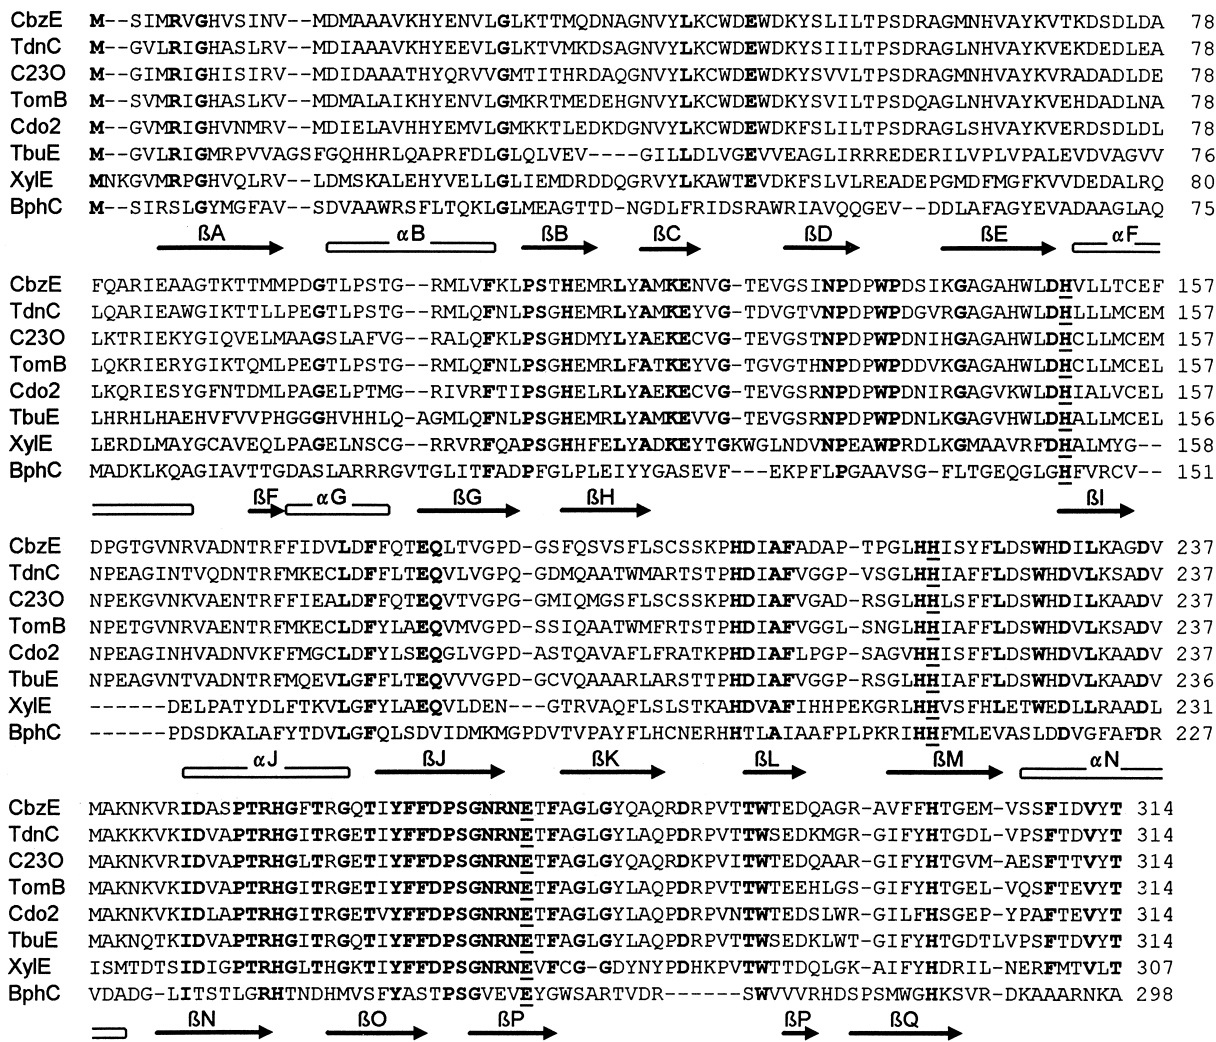 CbzE M--SIMRVGHVSINV--MDMAAAVKHYENVLGLKTTMQDNAGNVYLKCWDEWDKYSLILTPSDRAGMNHVAYKVTKDSDLDA 78
TdnC M--GVLRIGHASLRV--MDIAAAVKHYEEVLGLKTVMKDSAGNVYLKCWDEWDKYSIILTPSDRAGLNHVAYKVEKDEDLEA 78
C23O M--GIMRIGHISIRV--MDIDAAATHYQRVVGMTITHRDAQGNVYLKCWDEWDKYSVVLTPSDRAGMNHVAYKVRADADLDE 78
TomB M--SVMRIGHASLKV--MDMALAIKHYENVLGMKRTMEDEHGNVYLKCWDEWDKYSVILTPSDQAGLNHVAYKVEHDADLNA 78
Cdo2 M--GVMRIGHVNMRV--MDIELAVHHYEMVLGMKKTLEDKDGNVYLKCWDEWDKFSLILTPSDRAGLSHVAYKVERDSDLDL 78
TbuE M--GVLRIGMRPVVAGSFGQHHRLQAPRFDLGLQLVEV----GILLDLVGEVVEAGLIRRREDERILVPLVPALEVDVAGVV 76
XylE MNKGVMRPGHVQLRV--LDMSKALEHYVELLGLIEMDRDDQGRVYLKAWTEVDKFSLVLREADEPGMDFMGFKVVDEDALRQ 80
BphC M--SIRSLGYMGFAV--SDVAAWRSFLTQKLGLMEAGTTD-NGDLFRIDSRAWRIAVQQGEV--DDLAFAGYEVADAAGLAQ 75
ßA αB ßB ßC ßD ßE αF
CbzE FQARIEAAGTKTTMMPDGTLPSTG--RMLVFKLPSTHEMRLYAMKENVG-TEVGSINPDPWPDSIKGAGAHWLDHVLLTCEF 157
TdnC LQARIEAWGIKTTLLPEGTLPSTG--RMLQFNLPSGHEMRLYAMKEYVG-TDVGTVNPDPWPDGVRGAGAHWLDHLLLMCEM 157
C23O LKTRIEKYGIQVELMAAGSLAFVG--RALQFKLPSGHDMYLYAEKECVG-TEVGSTNPDPWPDNIHGAGAHWLDHCLLMCEM 157
TomB LQKRIERYGIKTQMLPEGTLPSTG--RMLQFNLPSGHEMRLFATKEYVG-TGVGTHNPDPWPDDVKGAGAHWLDHCLLMCEL 157
Cdo2 LKQRIESYGFNTDMLPAGELPTMG--RIVRFTIPSGHELRLYAEKECVG-TEVGSRNPDPWPDNIRGAGVKWLDHIALVCEL 157
TbuE LHRHLHAEHVFVVPHGGGHVHHLQ-AGMLQFNLPSGHEMRLYAMKEVVG-TEVGSRNPDPWPDNLKGAGVHWLDHALLMCEL 156
XylE LERDLMAYGCAVEQLPAGELNSCG--RRVRFQAPSGHHFELYADKEYTGKWGLNDVNPEAWPRDLKGMAAVRFDHALMYG-- 158
BphC MADKLKQAGIAVTTGDASLARRRGVTGLITFADPFGLPLEIYYGASEVF---EKPFLPGAAVSG-FLTGEQGLGHFVRCV-- 151
ßF αG ßG ßH ßI
CbzE DPGTGVNRVADNTRFFIDVLDFFQTEQLTVGPD-GSFQSVSFLSCSSKPHDIAFADAP-TPGLHHISYFLDSWHDILKAGDV 237
TdnC NPEAGINTVQDNTRFMKECLDFFLTEQVLVGPQ-GDMQAATWMARTSTPHDIAFVGGP-VSGLHHIAFFLDSWHDVLKSADV 237
C23O NPEKGVNKVAENTRFFIEALDFFQTEQVTVGPG-GMIQMGSFLSCSSKPHDIAFVGAD-RSGLHHLSFFLDSWHDILKAADV 237
TomB NPETGVNRVAENTRFMKECLDFYLAEQVMVGPD-SSIQAATWMFRTSTPHDIAFVGGL-SNGLHHIAFFLDSWHDVLKSADV 237
Cdo2 NPEAGINHVADNVKFFMGCLDFYLSEQGLVGPD-ASTQAVAFLFRATKPHDIAFLPGP-SAGVHHISFFLDSWHDVLKAADV 237
TbuE NPEAGVNTVADNTRFMQEVLGFFLTEQVVVGPD-GCVQAAARLARSTTPHDIAFVGGP-RSGLHHIAFFLDSWHDVLKAADV 236
XylE ------DELPATYDLFTKVLGFYLAEQVLDEN---GTRVAQFLSLSTKAHDVAFIHHPEKGRLHHVSFHLETWEDLLRAADL 231
BphC ------PDSDKALAFYTDVLGFQLSDVIDMKMGPDVTVPAYFLHCNERHHTLAIAAFPLPKRIHHFMLEVASLDDVGFAFDR 227
αJ ßJ ßK ßL ßM αN
CbzE MAKNKVRIDASPTRHGFTRGQTIYFFDPSGNRNETFAGLGYQAQRDRPVTTWTEDQAGR-AVFFHTGEM-VSSFIDVYT 314
TdnC MAKKKVKIDVAPTRHGITRGETIYFFDPSGNRNETFAGLGYLAQPDRPVTTWSEDKMGR-GIFYHTGDL-VPSFTDVYT 314
C23O MAKNKVKIDVAPTRHGLTRGETIYFFDPSGNRNETFAGLGYQAQRDKPVITWTEDQAAR-GIFYHTGVM-AESFTTVYT 314
TomB MAKNKVKIDVAPTRHGITRGETIYFFDPSGNRNETFAGLGYLAQPDRPVTTWTEEHLGS-GIFYHTGEL-VQSFTEVYT 314
Cdo2 MAKNKVKIDLAPTRHGITRGETVYFFDPSGNRNETFAGLGYLAQPDRPVNTWTEDSLWR-GILFHSGEP-YPAFTEVYT 314
TbuE MAKNQTKIDVAPTRHGITRGQTIYFFDPSGNRNETFAGLGYLAQPDRPVTTWSEDKLWT-GIFYHTGDTLVPSFTDVYT 314
XylE ISMTDTSIDIGPTRHGLTHGKTIYFFDPSGNRNEVFCG-GDYNYPDHKPVTWTTDQLGK-AIFYHDRIL-NERFMTVLT 307
BphC VDADG-LITSTLGRHTNDHMVSFYASTPSGVEVEYGWSARTVDR------SWVVVRHDSPSMWGHKSVR-DKAAARNKA 298
ßN ßO ßP ßP ßQ